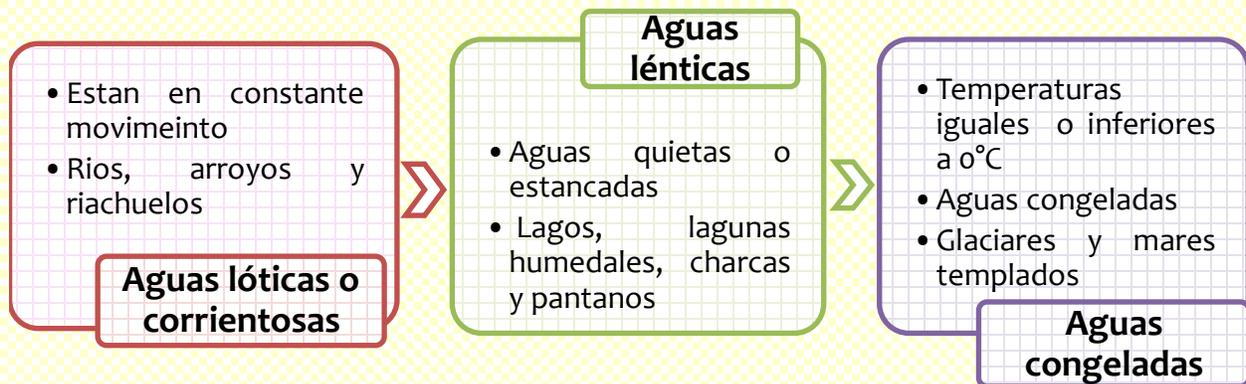 • Estan en constante
movimeinto
• Rios, arroyos y
riachuelos
Aguas lóticas o
corrientosas
Aguas
lénticas
• Aguas quietas o
estancadas
• Lagos, lagunas
humedales, charcas
y pantanos
• Temperaturas
iguales o inferiores
a 0°C
• Aguas congeladas
• Glaciares y mares
templados
Aguas
congeladas